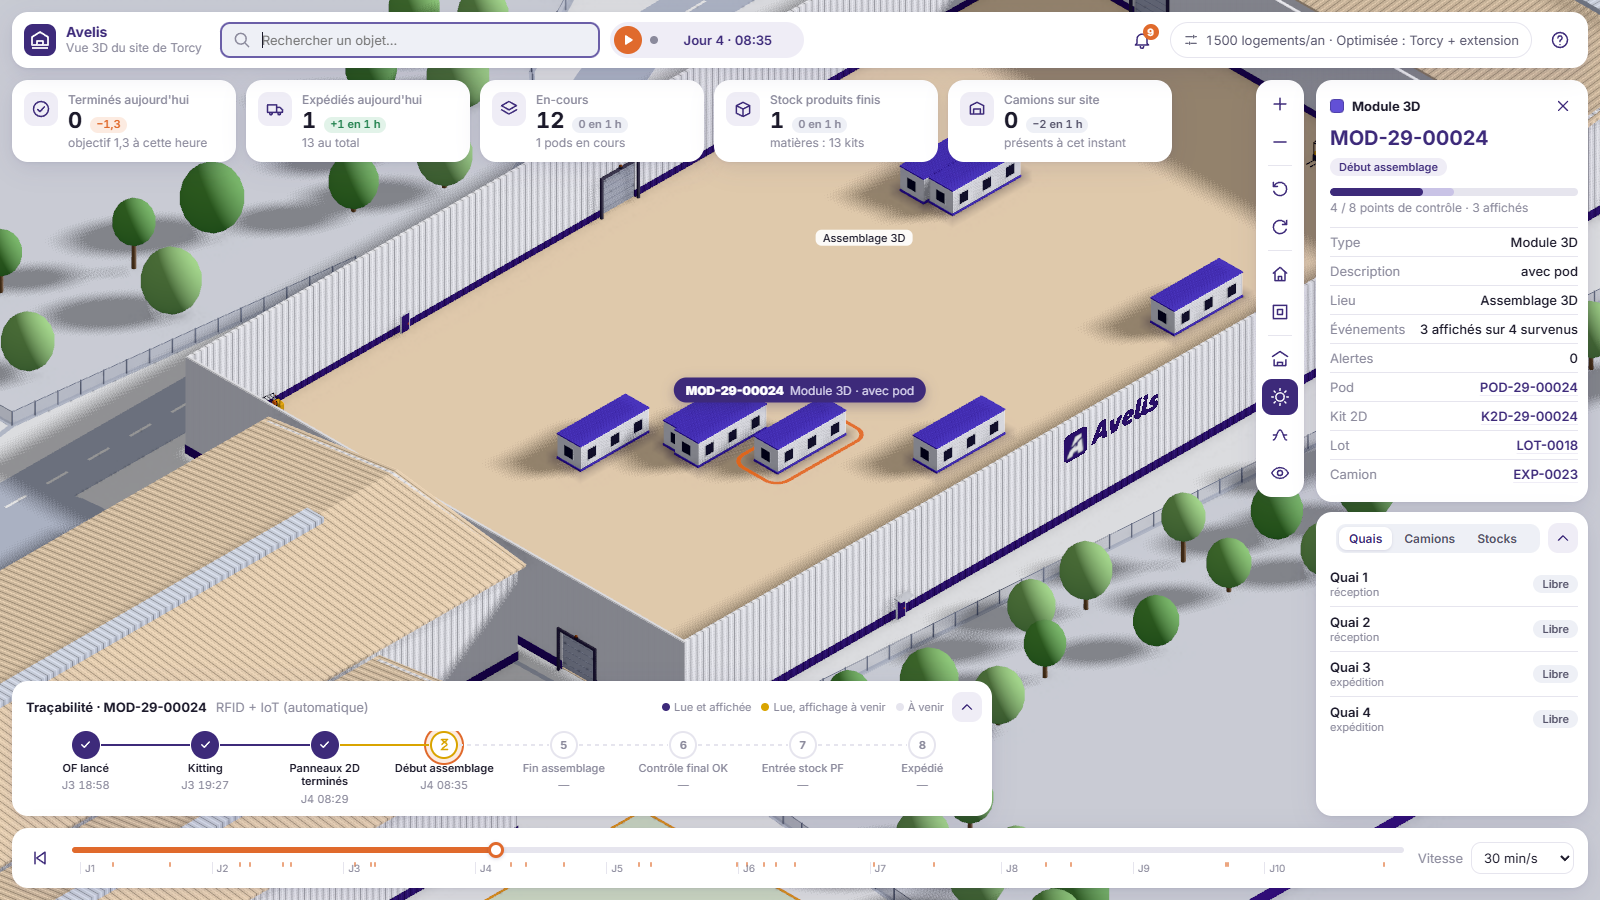 Avelis
Vue 3D du site de Torcy
Rechercher un objet...
Jour 4 · 08:35
9
1500 logements/an · Optimisée : Torcy + extension
Terminés aujourd'hui
0 −1,3
objectif 1,3 à cette heure
Expédiés aujourd'hui
1 +1 en 1 h
13 au total
En-cours
12 0 en 1 h
1 pods en cours
Stock produits finis
1 0 en 1 h
matières : 13 kits
Camions sur site
0 −2 en 1 h
présents à cet instant
Assemblage 3D
MOD-29-00024 Module 3D · avec pod
Avelis
Module 3D
MOD-29-00024
Début assemblage
4 / 8 points de contrôle · 3 affichés
Type Module 3D
Description avec pod
Lieu Assemblage 3D
Événements 3 affichés sur 4 survenus
Alertes 0
Pod POD-29-00024
Kit 2D K2D-29-00024
Lot LOT-0018
Camion EXP-0023
Quais Camions Stocks
Quai 1
réception
Libre
Quai 2
réception
Libre
Quai 3
expédition
Libre
Quai 4
expédition
Libre
Traçabilité · MOD-29-00024 RFID + IoT (automatique)
Lue et affichée Lue, affichage à venir À venir
5 6 7 8
OF lancé Kitting Panneaux 2D terminés Début assemblage Fin assemblage Contrôle final OK Entrée stock PF Expédié
J3 18:58 J3 19:27 J4 08:29 J4 08:35 — — — —
J1 J2 J3 J4 J5 J6 J7 J8 J9 J10
Vitesse 30 min/s